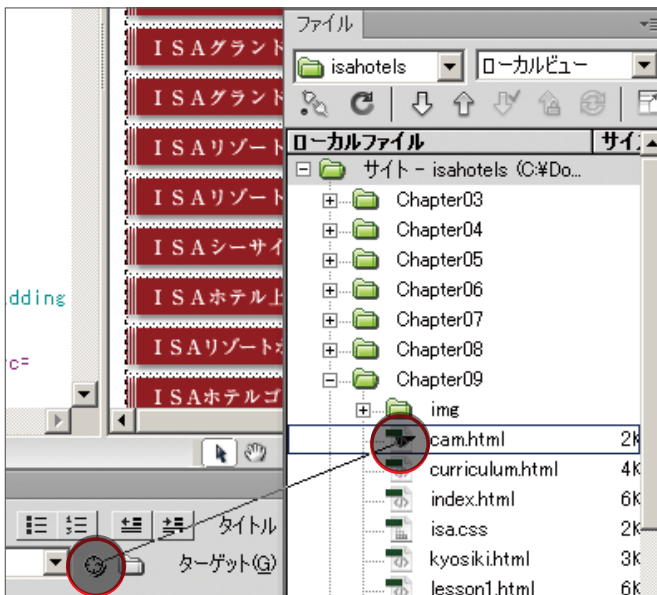 ISAグランド
ISAグランド
ISAリゾート
ISAリゾート
ISAシーサイ
ISAホテル上
ISAリゾートホ
ISAホテルゴ
dding
c=
タイトル
ターゲット(G)
ファイル
isahotels
ローカルビュー
ローカルファイル サイ
サイト - isahotels (C:¥Do...
Chapter03
Chapter04
Chapter05
Chapter06
Chapter07
Chapter08
Chapter09
img
cam.html 2K
curriculum.html 4K
index.html 6K
isa.css 2K
kyosiki.html 3K
lesson1.html 6K